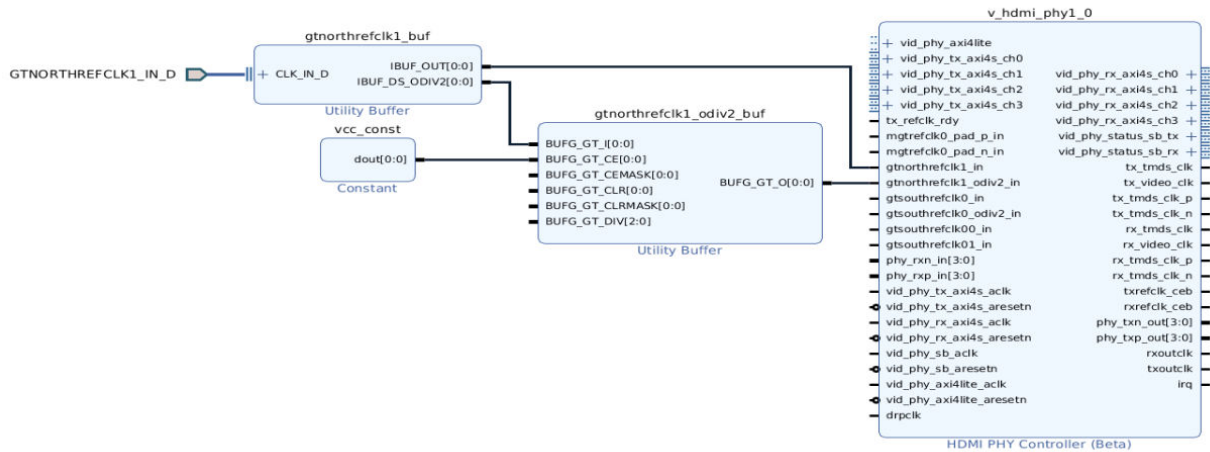 v_hdmi_phy1_0
gtnorthrefclk1_buf
GTNORTHREFCLK1_IN_D
CLK_IN_D
IBUF_OUT[0:0]
IBUF_DS_ODIV2[0:0]
Utility Buffer
vcc_const
dout[0:0]
Constant
gtnorthrefclk1_odiv2_buf
BUFG_GT_I[0:0]
BUFG_GT_CE[0:0]
BUFG_GT_CEMASK[0:0]
BUFG_GT_CLR[0:0]
BUFG_GT_CLRMASK[0:0]
BUFG_GT_DIV[2:0]
BUFG_GT_O[0:0]
Utility Buffer
vid_phy_axi4lite
vid_phy_tx_axi4s_ch0
vid_phy_tx_axi4s_ch1
vid_phy_tx_axi4s_ch2
vid_phy_tx_axi4s_ch3
tx_refclk_rdy
mgtrefclk0_pad_p_in
mgtrefclk0_pad_n_in
gtnorthrefclk1_in
gtnorthrefclk1_odiv2_in
gtsouthrefclk0_in
gtsouthrefclk0_odiv2_in
gtsouthrefclk00_in
gtsouthrefclk01_in
phy_rxn_in[3:0]
phy_rxp_in[3:0]
vid_phy_tx_axi4s_aclk
vid_phy_tx_axi4s_aresetn
vid_phy_rx_axi4s_aclk
vid_phy_rx_axi4s_aresetn
vid_phy_sb_aclk
vid_phy_sb_aresetn
vid_phy_axi4lite_aclk
vid_phy_axi4lite_aresetn
drpclk
vid_phy_rx_axi4s_ch0
vid_phy_rx_axi4s_ch1
vid_phy_rx_axi4s_ch2
vid_phy_rx_axi4s_ch3
vid_phy_status_sb_tx
vid_phy_status_sb_rx
tx_tmds_clk
tx_video_clk
tx_tmds_clk_p
tx_tmds_clk_n
rx_tmds_clk
rx_video_clk
rx_tmds_clk_p
rx_tmds_clk_n
txrefclk_ceb
rxrefclk_ceb
phy_txn_out[3:0]
phy_txp_out[3:0]
rxoutclk
txoutclk
irq
HDMI PHY Controller (Beta)